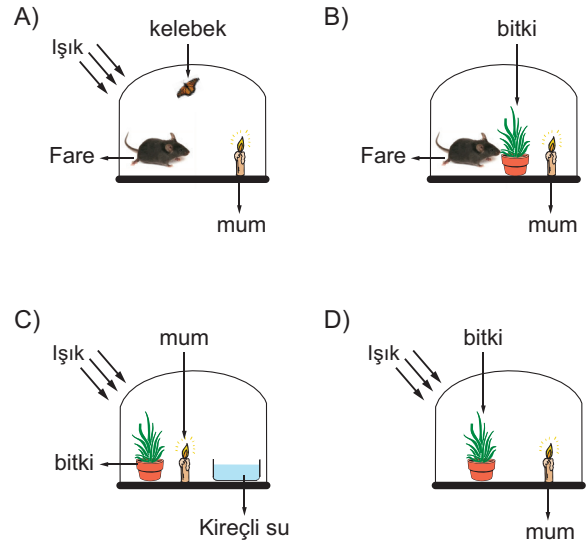 A)
kelebek
Işık
Fare
mum
B)
bitki
Fare
mum
C)
mum
Işık
bitki
Kireçli su
D)
bitki
Işık
mum